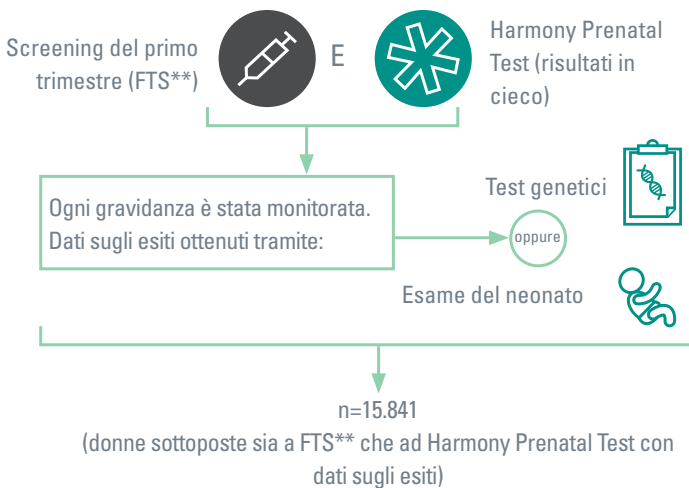 Screening del primo
trimestre (FTS**)
E
Harmony Prenatal
Test (risultati in
cieco)
Ogni gravidanza è stata monitorata.
Dati sugli esiti ottenuti tramite:
Test genetici
oppure
Esame del neonato
n=15.841
(donne sottoposte sia a FTS** che ad Harmony Prenatal Test con
dati sugli esiti)